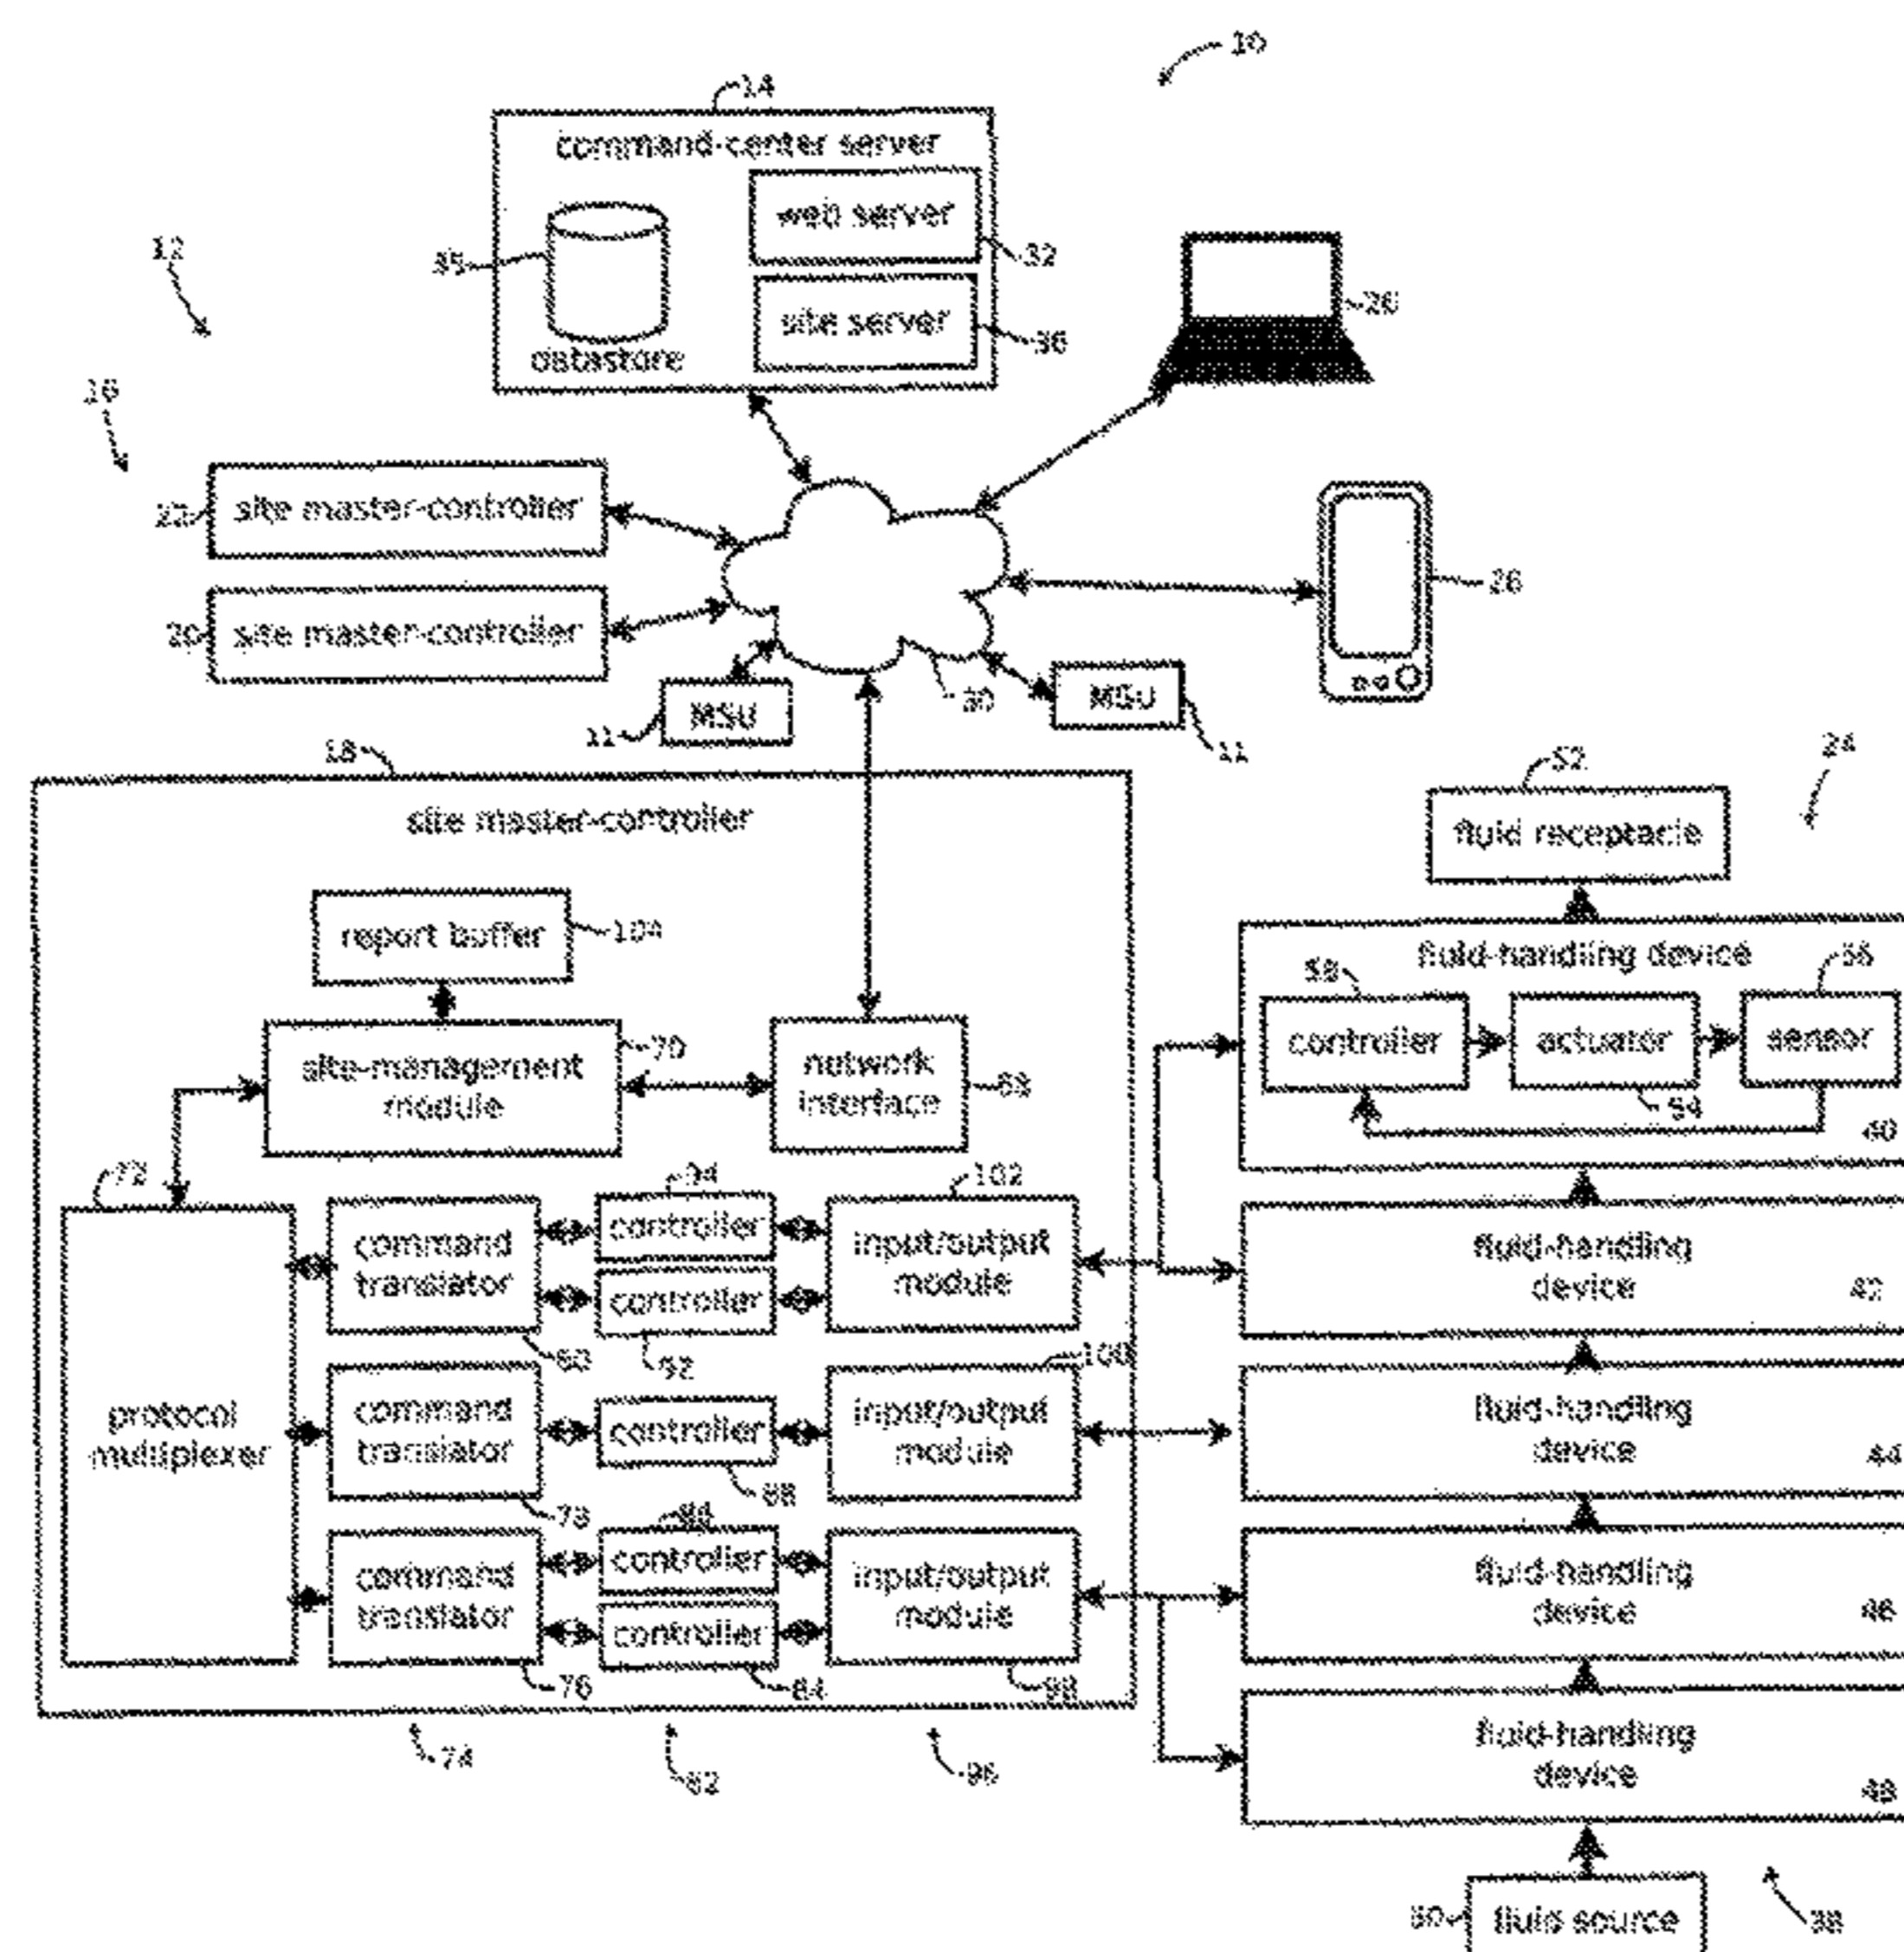 10
14
command-center server
web server
32
12
datastore
site server
36
26
16
22
site master-controller
26
20
site master-controller
30
11
MSU
MSU
11
18
site master-controller
24
52
fluid receptacle
report buffer
104
fluid-handling device
58
56
controller
actuator
sensor
54
40
site-management
module
70
network
interface
68
72
protocol
multiplexer
command
translator
80
94
controller
controller
92
102
input/output
module
fluid-handling
device
42
command
translator
78
controller
88
100
input/output
module
fluid-handling
device
44
command
translator
76
controller
controller
84
input/output
module
98
fluid-handling
device
46
74
82
96
fluid-handling
device
48
50
fluid source
38